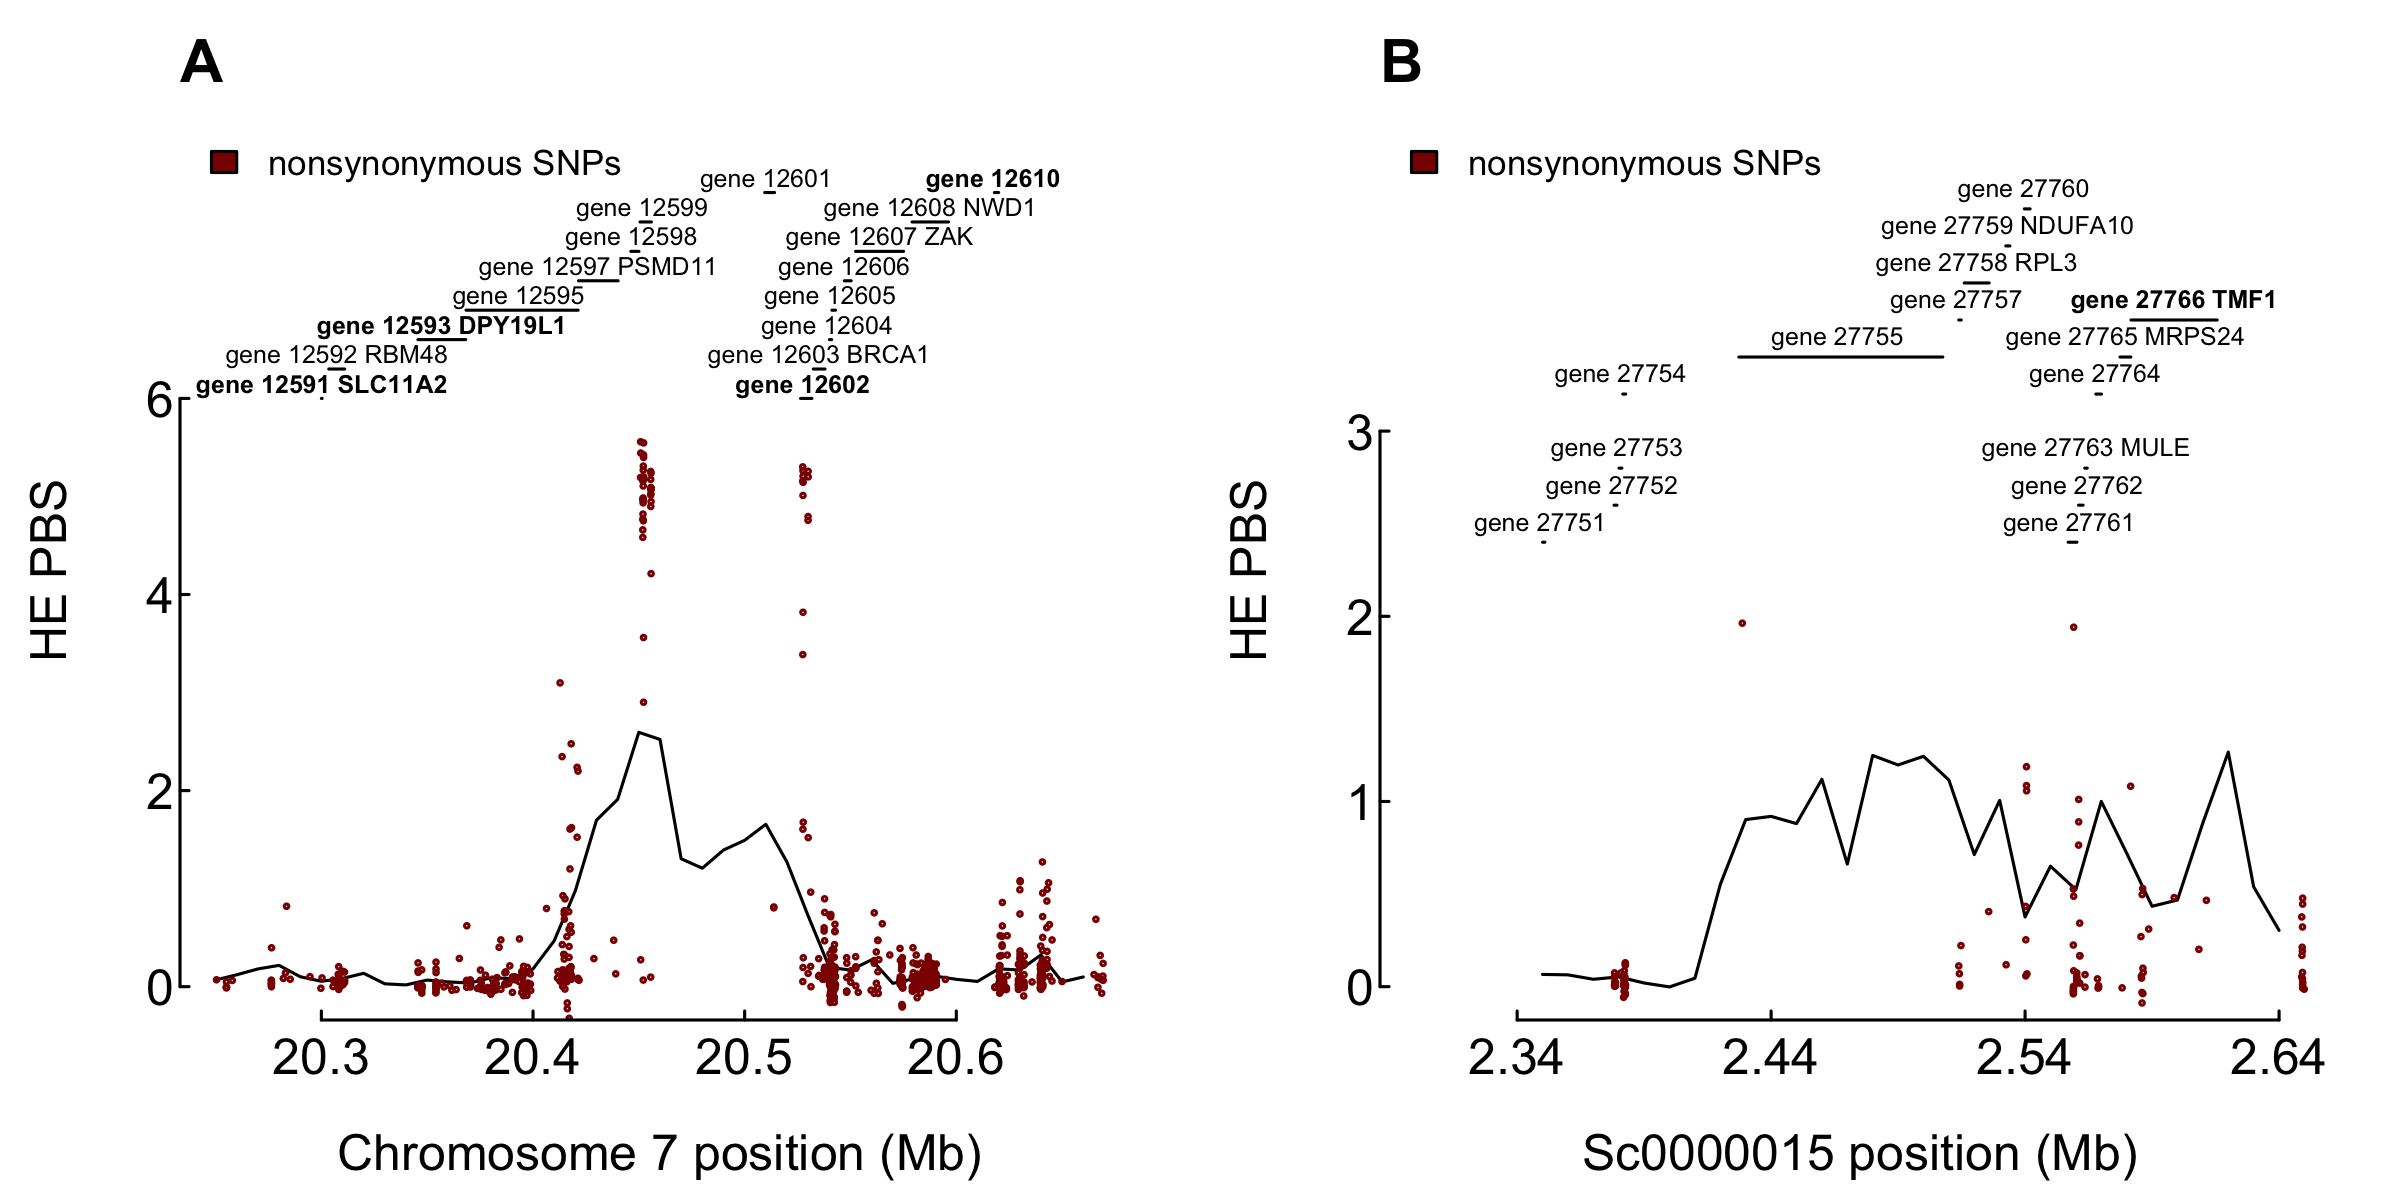 A
nonsynonymous SNPs
gene 12601
gene 12610
gene 12599
gene 12608 NWD1
gene 12598
gene 12607 ZAK
gene 12597 PSMD11
gene 12606
gene 12595
gene 12605
gene 12593 DPY19L1
gene 12604
gene 12592 RBM48
gene 12603 BRCA1
gene 12591 SLC11A2
gene 12602
6
4
2
0
HE PBS
20.3 20.4 20.5 20.6
Chromosome 7 position (Mb)
B
nonsynonymous SNPs
gene 27760
gene 27759 NDUFA10
gene 27758 RPL3
gene 27757
gene 27766 TMF1
gene 27755
gene 27765 MRPS24
gene 27754
gene 27764
gene 27753
gene 27763 MULE
gene 27752
gene 27762
gene 27751
gene 27761
3
2
1
0
HE PBS
2.34 2.44 2.54 2.64
Sc0000015 position (Mb)